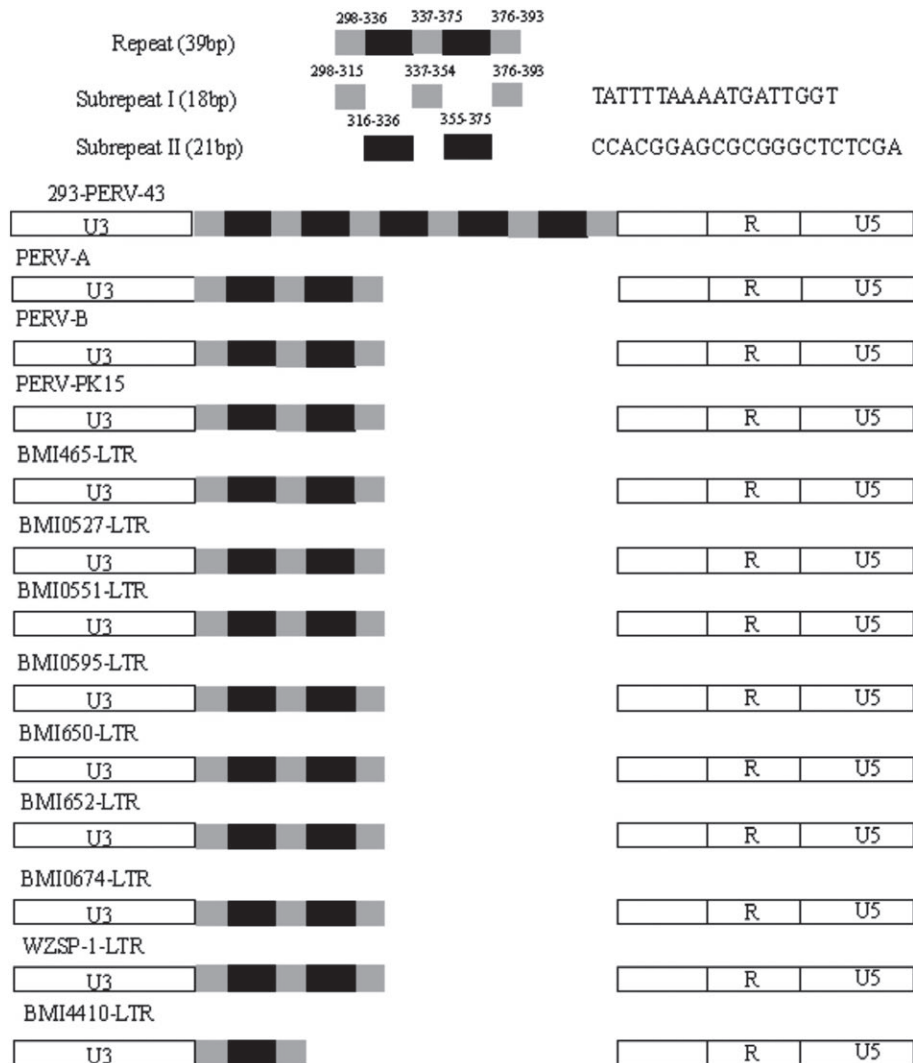 298-336 337-375 376-393
Repeat (39bp)
298-315 337-354 376-393
Subrepeat I (18bp) TATTTTAAAATGATTGGT
316-336 355-375
Subrepeat II (21bp) CCACGGAGCGCGGGCTCTCGA
293-PERV-43
U3 R U5
PERV-A
U3 R U5
PERV-B
U3 R U5
PERV-PK15
U3 R U5
BMI465-LTR
U3 R U5
BMI0527-LTR
U3 R U5
BMI0551-LTR
U3 R U5
BMI0595-LTR
U3 R U5
BMI650-LTR
U3 R U5
BMI652-LTR
U3 R U5
BMI0674-LTR
U3 R U5
WZSP-1-LTR
U3 R U5
BMI4410-LTR
U3 R U5